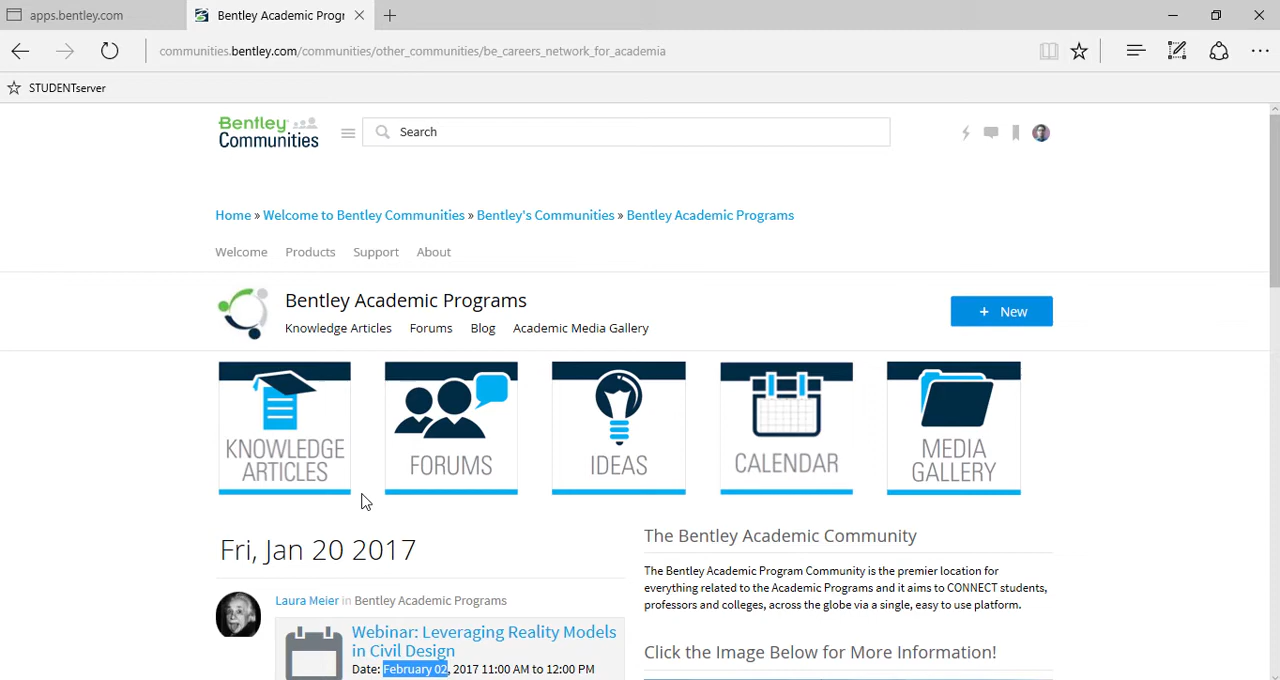 apps.bentley.com
Bentley Academic Progr
communities.bentley.com/communities/other_communities/be_careers_network_for_academia
STUDENTserver
Bentley
Communities
Search
Home » Welcome to Bentley Communities » Bentley's Communities » Bentley Academic Programs
Welcome Products Support About
Bentley Academic Programs
Knowledge Articles Forums Blog Academic Media Gallery
+ New
KNOWLEDGE
ARTICLES
FORUMS
IDEAS
CALENDAR
MEDIA
GALLERY
Fri, Jan 20 2017
Laura Meier in Bentley Academic Programs
Webinar: Leveraging Reality Models
in Civil Design
Date: February 02, 2017 11:00 AM to 12:00 PM
The Bentley Academic Community
The Bentley Academic Program Community is the premier location for
everything related to the Academic Programs and it aims to CONNECT students,
professors and colleges, across the globe via a single, easy to use platform.
Click the Image Below for More Information!